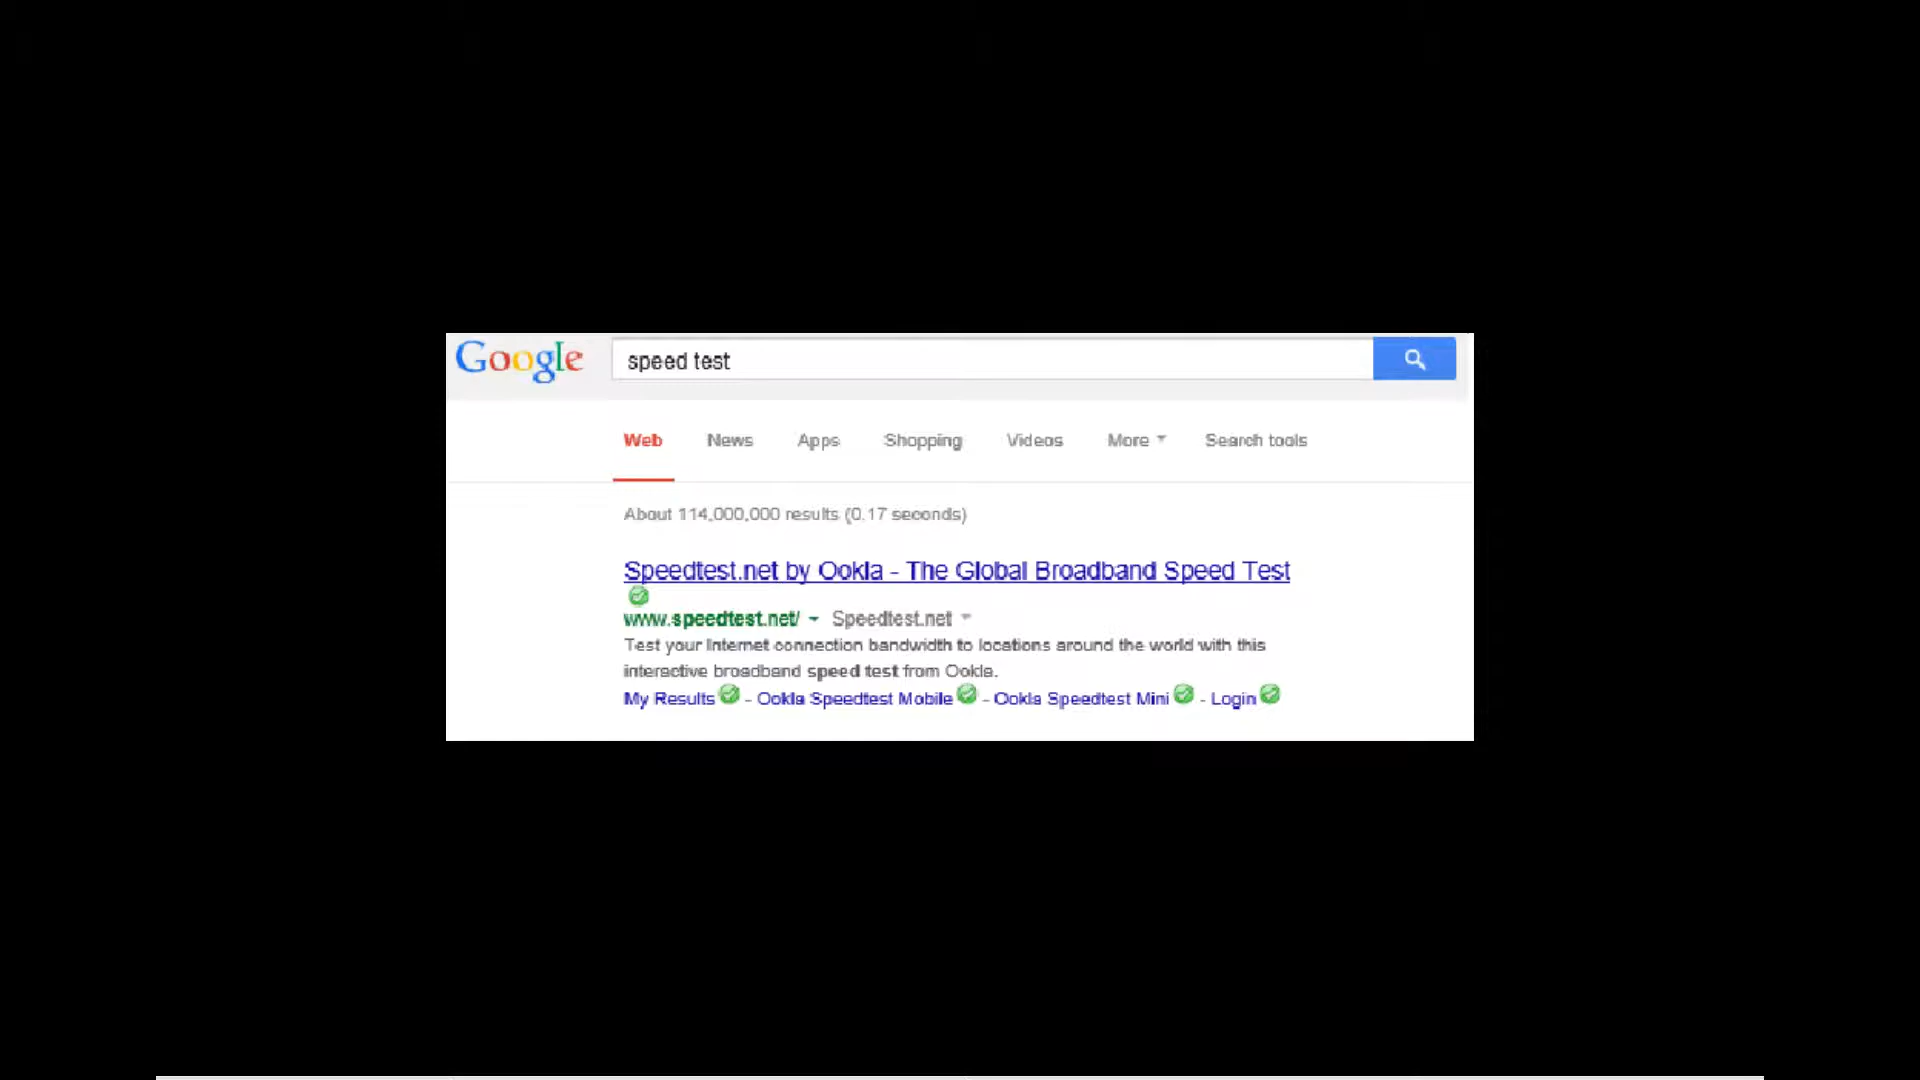 Google speed test
Web News Apps Shopping Videos More Search tools
About 114,000,000 results (0.17 seconds)
Speedtest.net by Ookla - The Global Broadband Speed Test
www.speedtest.net/ Speedtest.net
Test your Internet connection bandwidth to locations around the world with this
interactive broadband speed test from Ookla.
My Results - Ookla Speedtest Mobile - Ookla Speedtest Mini - Login